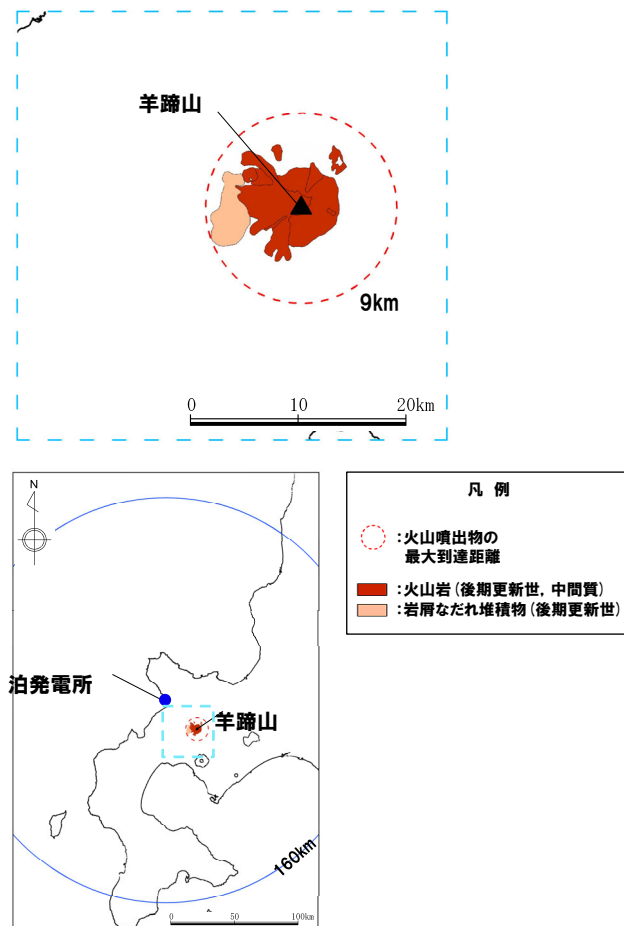 羊蹄山
9km
0 10 20km
N
泊発電所
羊蹄山
160km
0 50 100km
凡 例
:火山噴出物の
最大到達距離
:火山岩(後期更新世,中間質)
:岩屑なだれ堆積物(後期更新世)